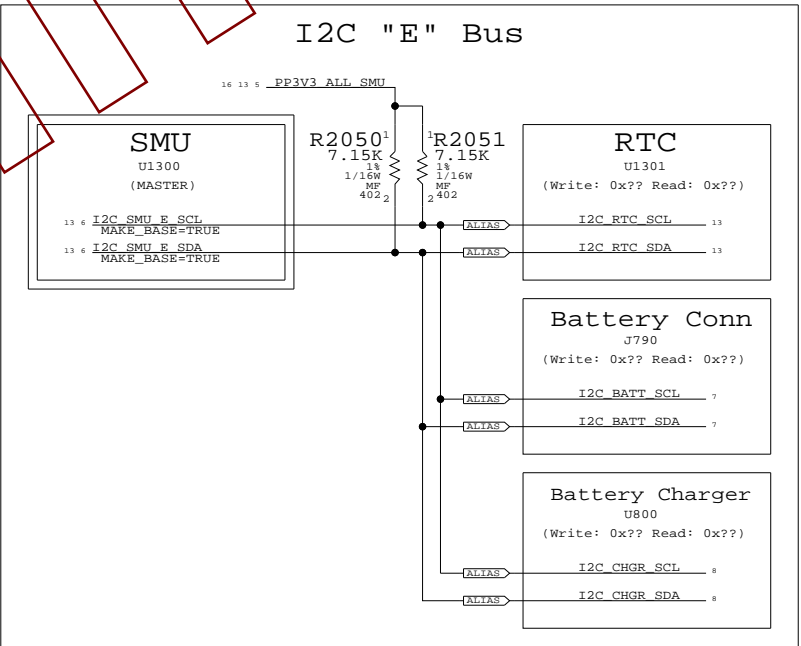 I2C "E" Bus
16 13 5 PP3V3_ALL_SMU
SMU
U1300
(MASTER)
13 6 I2C_SMU_E_SCL
MAKE_BASE=TRUE
13 6 I2C_SMU_E_SDA
MAKE_BASE=TRUE
R2050 1
7.15K
1%
1/16W
MF
402 2
1 R2051
7.15K
1%
1/16W
MF
2 402
RTC
U1301
(Write: 0x?? Read: 0x??)
ALIAS I2C_RTC_SCL 13
ALIAS I2C_RTC_SDA 13
Battery Conn
J790
(Write: 0x?? Read: 0x??)
ALIAS I2C_BATT_SCL 7
ALIAS I2C_BATT_SDA 7
Battery Charger
U800
(Write: 0x?? Read: 0x??)
ALIAS I2C_CHGR_SCL 8
ALIAS I2C_CHGR_SDA 8